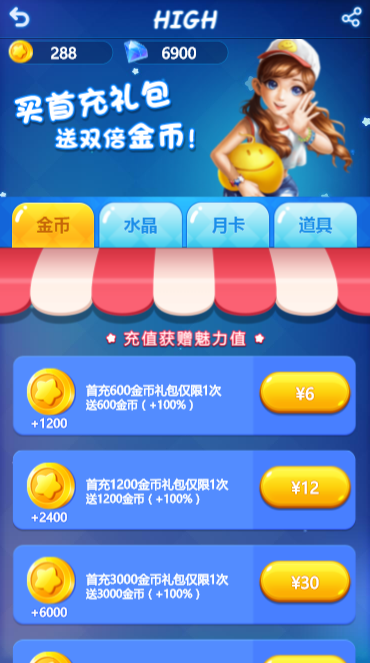 HIGH
288
6900
买首充礼包
送双倍金币!
金币
水晶
月卡
道具
充值获赠魅力值
首充600金币礼包仅限1次
送600金币（+100%）
+1200
¥6
首充1200金币礼包仅限1次
送1200金币（+100%）
+2400
¥12
首充3000金币礼包仅限1次
送3000金币（+100%）
+6000
¥30